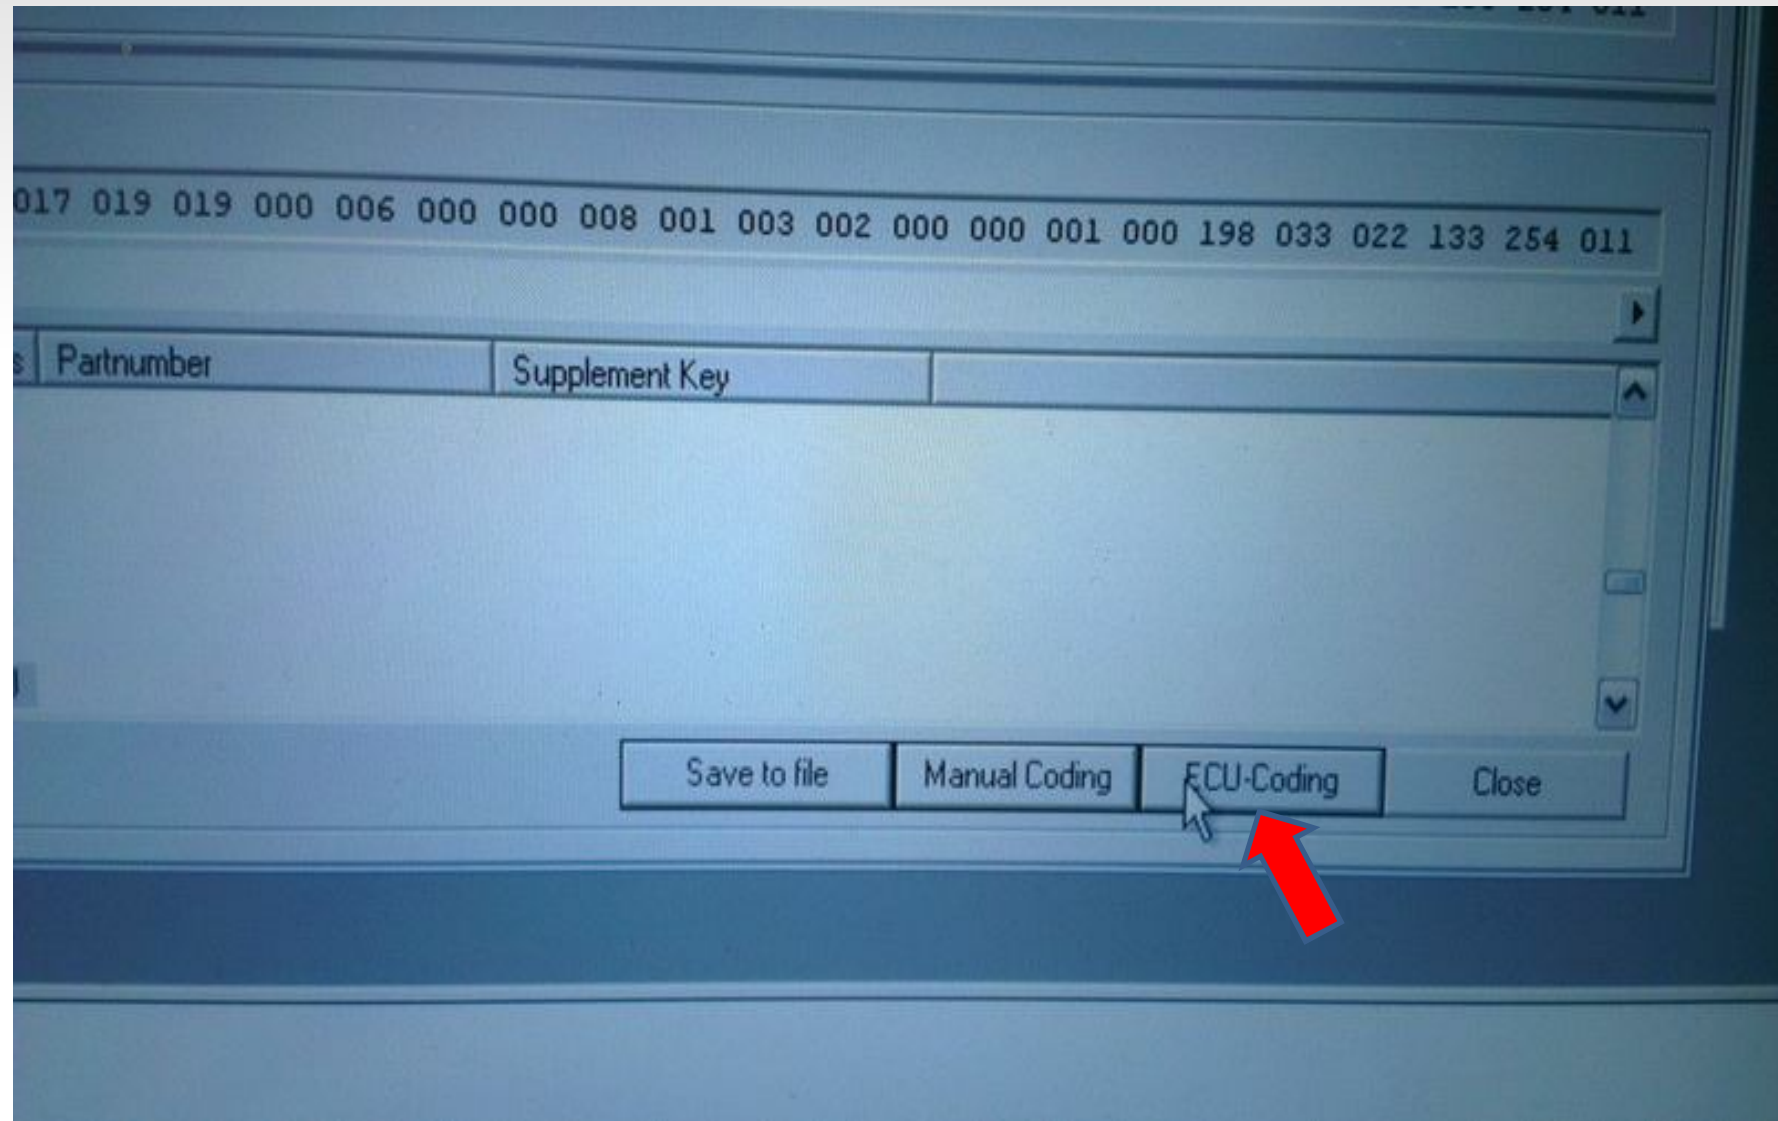 017 019 019 000 006 000 000 008 001 003 002 000 000 001 000 198 033 022 133 254 011
s Partnumber Supplement Key
Save to file Manual Coding ECU-Coding Close